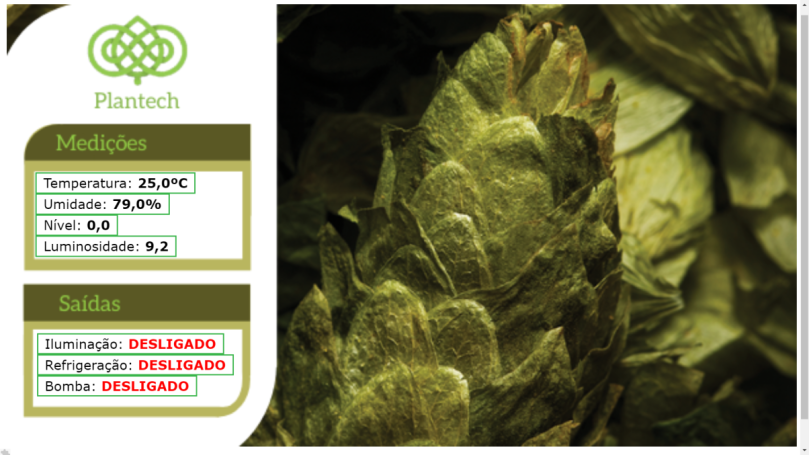 Plantech
Medições
Temperatura: 25,0ºC
Umidade: 79,0%
Nível: 0,0
Luminosidade: 9,2
Saídas
Iluminação: DESLIGADO
Refrigeração: DESLIGADO
Bomba: DESLIGADO